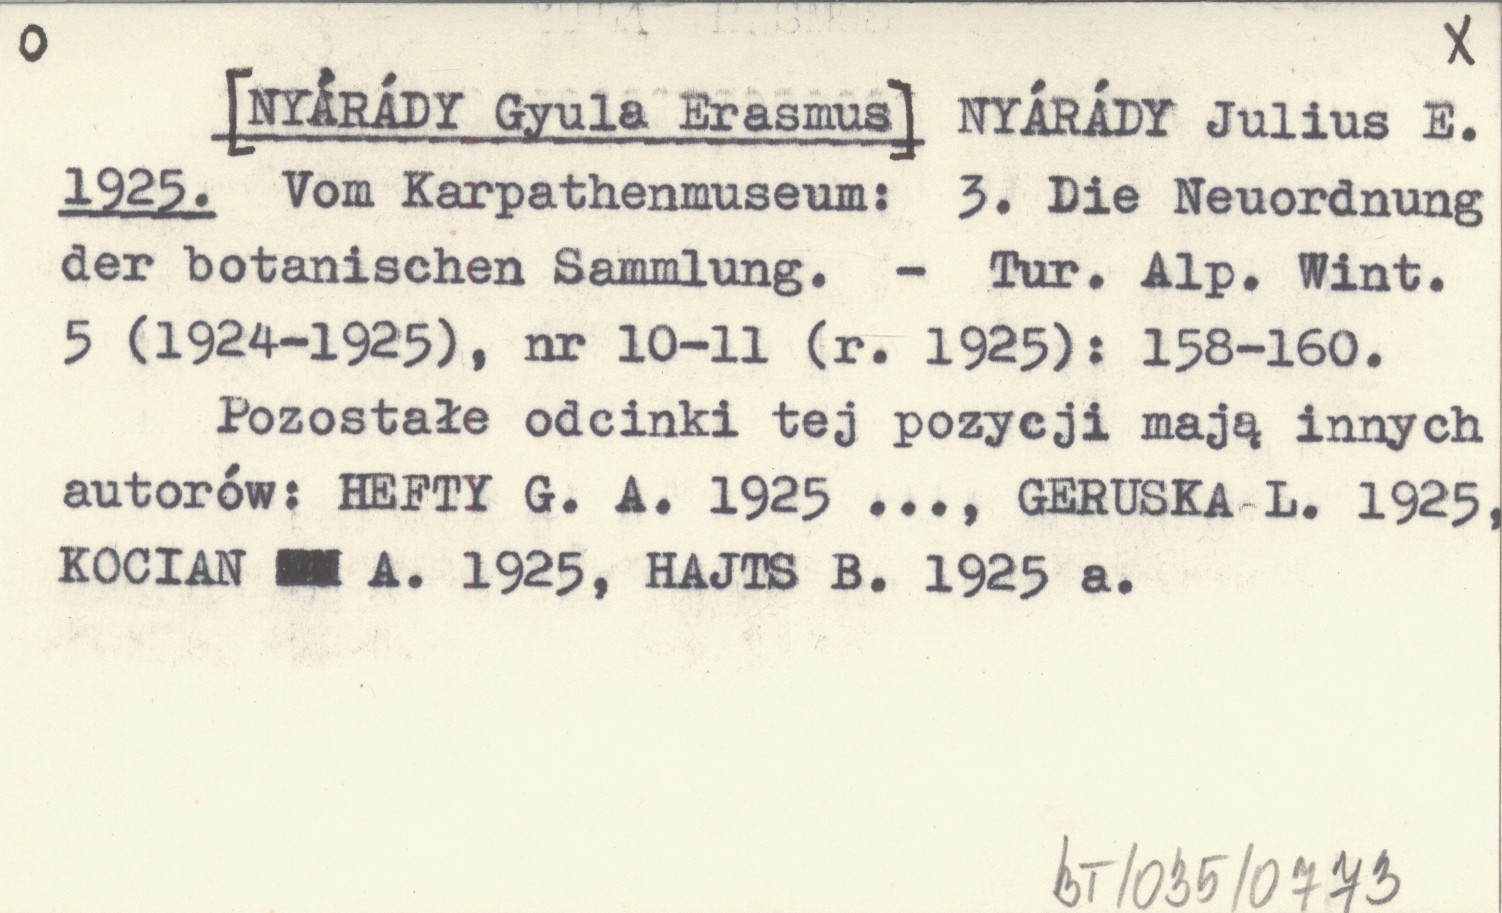 O X
[NYÁRÁDY Gyula Erasmus] NYÁRÁDY Julius E.
1925. Vom Karpathenmuseum: 3. Die Neuordnung
der botanischen Sammlung. - Tur. Alp. Wint.
5 (1924-1925), nr 10-11 (r. 1925): 158-160.
Pozostałe odcinki tej pozycji mają innych
autorów: HEFTY G. A. 1925 ..., GERUSKA L. 1925,
KOCIAN A. 1925, HAJTS B. 1925 a.
BT/035/0773